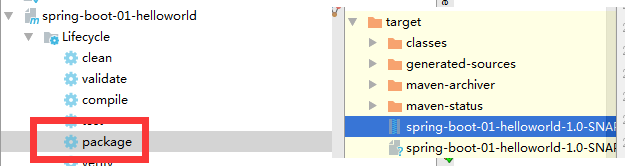 spring-boot-01-helloworld
Lifecycle
clean
validate
compile
test
package
verify
target
classes
generated-sources
maven-archiver
maven-status
spring-boot-01-helloworld-1.0-SNAP
spring-boot-01-helloworld-1.0-SNAP